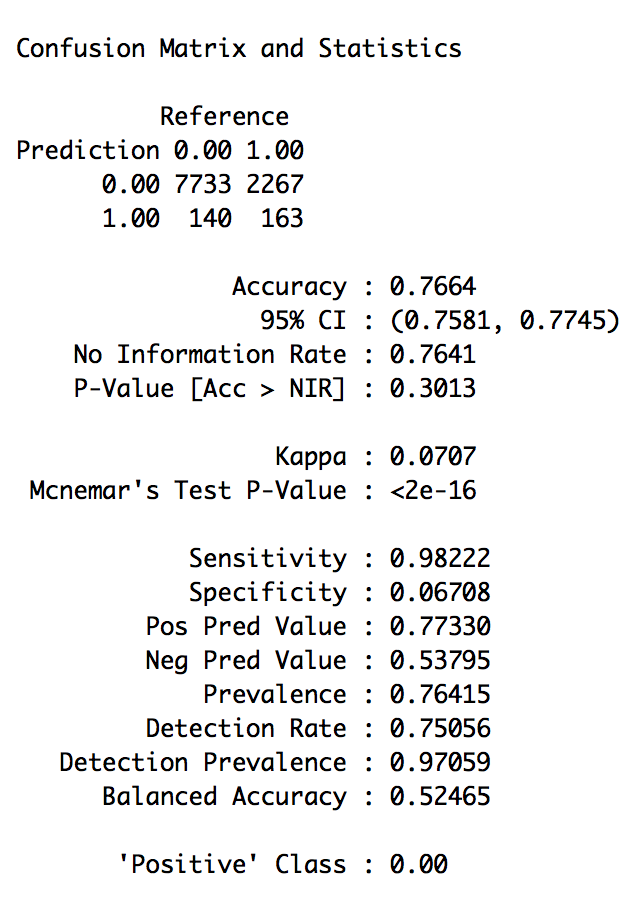 Confusion Matrix and Statistics
Reference
Prediction 0.00 1.00
0.00 7733 2267
1.00 140 163
Accuracy : 0.7664
95% CI : (0.7581, 0.7745)
No Information Rate : 0.7641
P-Value [Acc > NIR] : 0.3013
Kappa : 0.0707
Mcnemar's Test P-Value : <2e-16
Sensitivity : 0.98222
Specificity : 0.06708
Pos Pred Value : 0.77330
Neg Pred Value : 0.53795
Prevalence : 0.76415
Detection Rate : 0.75056
Detection Prevalence : 0.97059
Balanced Accuracy : 0.52465
'Positive' Class : 0.00